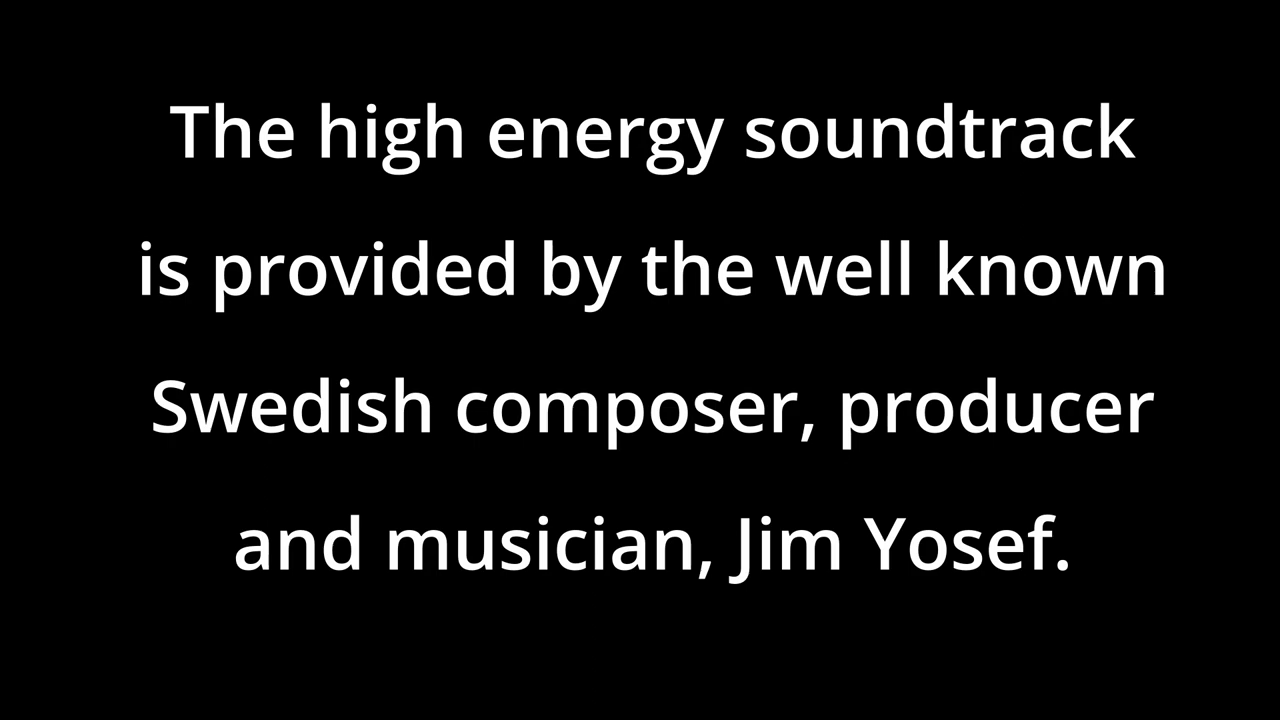 The high energy soundtrack
is provided by the well known
Swedish composer, producer
and musician, Jim Yosef.